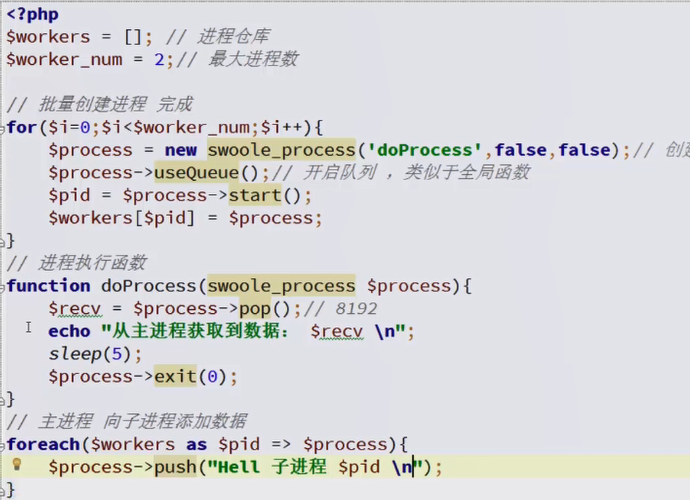 <?php
$workers = []; // 进程仓库
$worker_num = 2;// 最大进程数
// 批量创建进程 完成
for($i=0;$i<$worker_num;$i++){
$process = new swoole_process('doProcess',false,false);// 创
$process->useQueue();// 开启队列 ，类似于全局函数
$pid = $process->start();
$workers[$pid] = $process;
}
// 进程执行函数
function doProcess(swoole_process $process){
$recv = $process->pop();// 8192
echo "从主进程获取到数据： $recv \n";
sleep(5);
$process->exit(0);
}
// 主进程 向子进程添加数据
foreach($workers as $pid => $process){
$process->push("Hell 子进程 $pid \n");
}